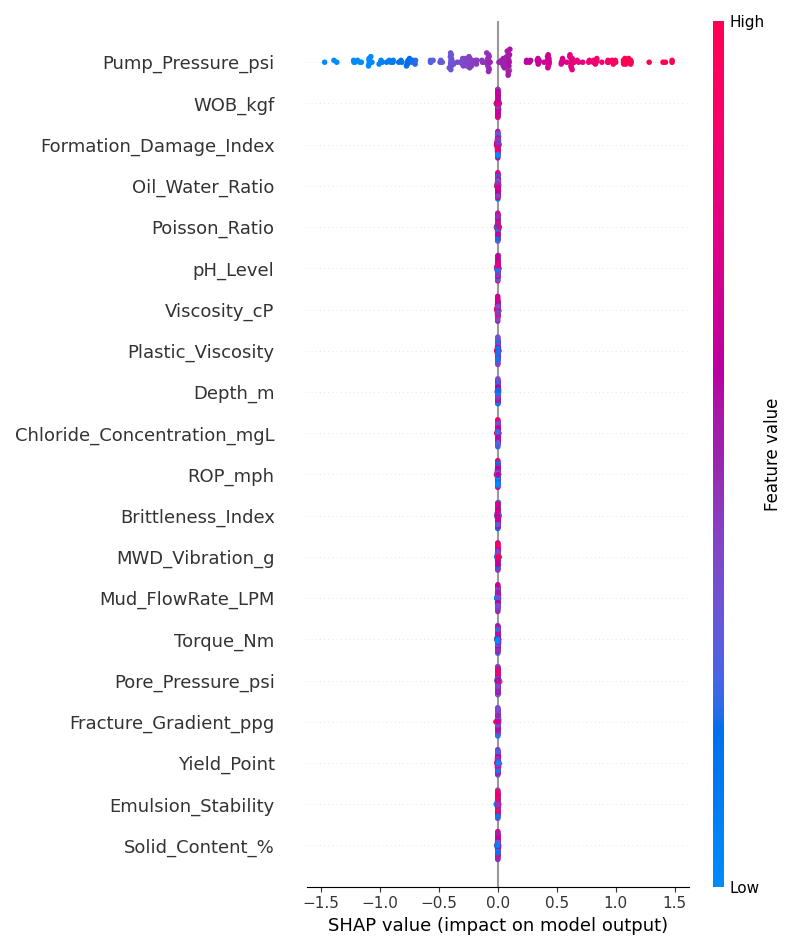 High
Pump_Pressure_psi
WOB_kgf
Formation_Damage_Index
Oil_Water_Ratio
Poisson_Ratio
pH_Level
Viscosity_cP
Plastic_Viscosity
Depth_m
Chloride_Concentration_mgL
ROP_mph
Brittleness_Index
MWD_Vibration_g
Mud_FlowRate_LPM
Torque_Nm
Pore_Pressure_psi
Fracture_Gradient_ppg
Yield_Point
Emulsion_Stability
Solid_Content_%
Feature value
Low
−1.5 −1.0 −0.5 0.0 0.5 1.0 1.5
SHAP value (impact on model output)